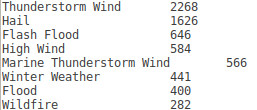 Thunderstorm Wind 2268
Hail 1626
Flash Flood 646
High Wind 584
Marine Thunderstorm Wind 566
Winter Weather 441
Flood 400
Wildfire 282